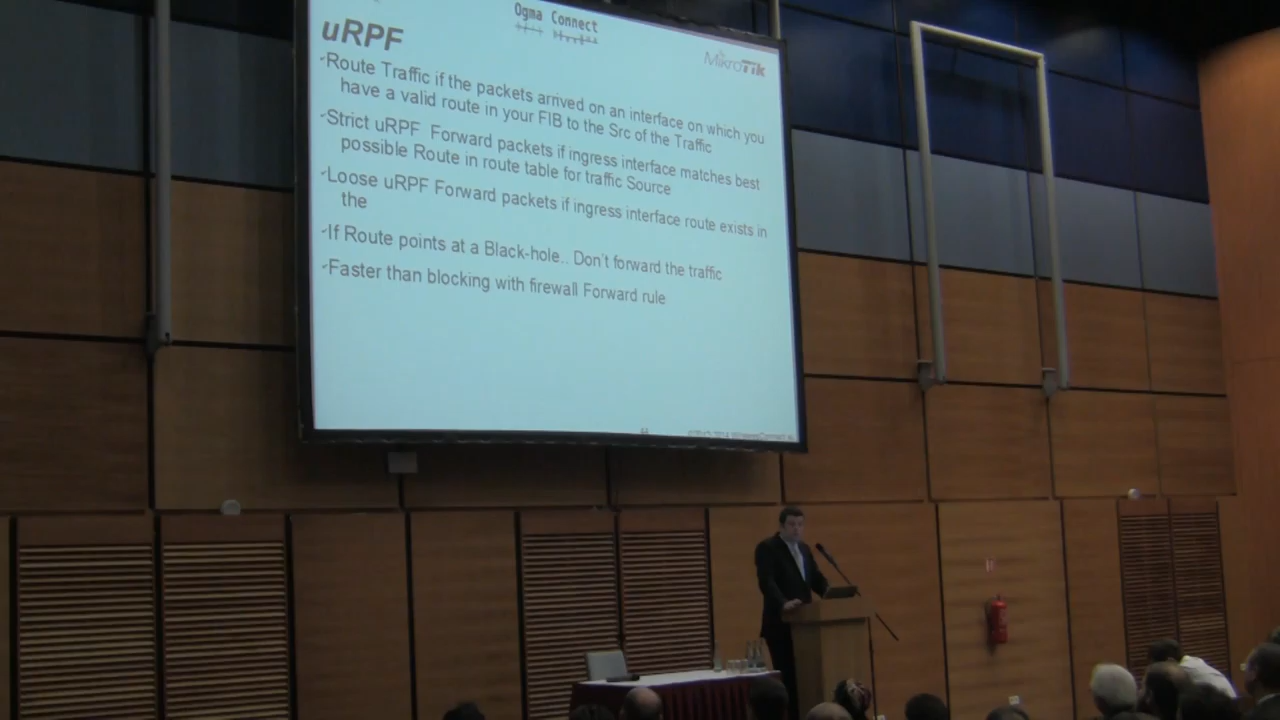 Ogma Connect
uRPF
MikroTik
Route Traffic if the packets arrived on an interface on which you
have a valid route in your FIB to the Src of the Traffic
Strict uRPF Forward packets if ingress interface matches best
possible Route in route table for traffic Source
Loose uRPF Forward packets if ingress interface route exists in
the
If Route points at a Black-hole.. Don't forward the traffic
Faster than blocking with firewall Forward rule